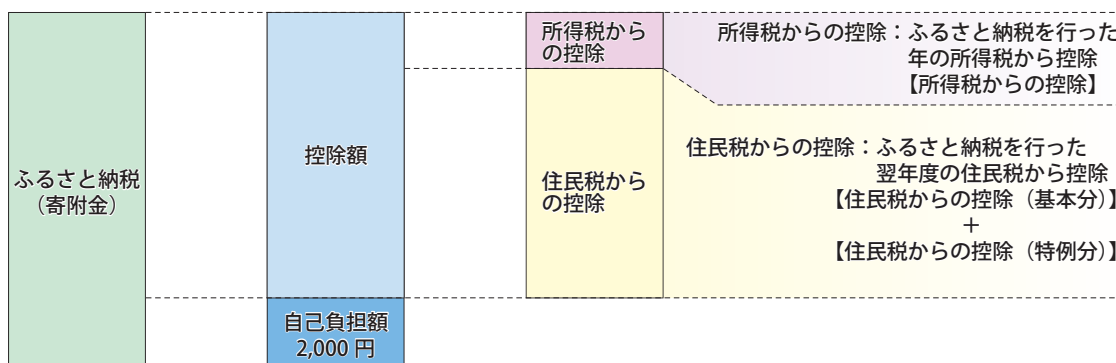 ふるさと納税
（寄附金）
控除額
自己負担額
2,000 円
所得税から
の控除
住民税から
の控除
所得税からの控除：ふるさと納税を行った
年の所得税から控除
【所得税からの控除】
住民税からの控除：ふるさと納税を行った
翌年度の住民税から控除
【住民税からの控除（基本分）】
＋
【住民税からの控除（特例分）】